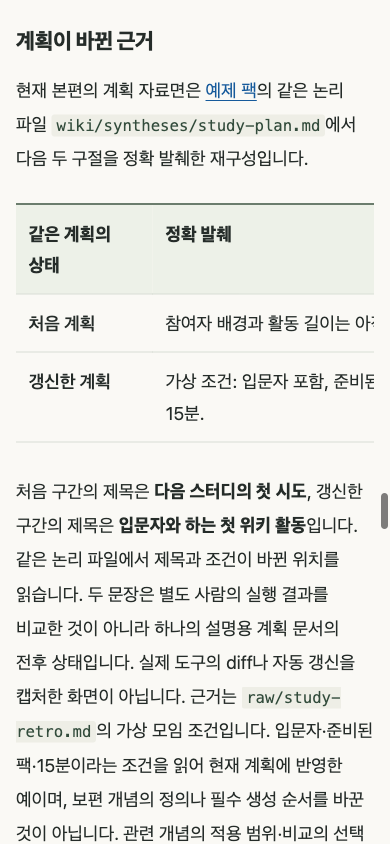 계획이 바뀐 근거
현재 본편의 계획 자료면은 예제 팩의 같은 논리
파일 wiki/syntheses/study-plan.md 에서
다음 두 구절을 정확 발췌한 재구성입니다.
같은 계획의 정확 발췌
상태
처음 계획 참여자 배경과 활동 길이는
갱신한 계획 가상 조건: 입문자 포함,
15분.
처음 구간의 제목은 다음 스터디의 첫 시도, 갱신한
구간의 제목은 입문자와 하는 첫 위키 활동입니다.
같은 논리 파일에서 제목과 조건이 바뀐 위치를
읽습니다. 두 문장은 별도 사람의 실행 결과를
비교한 것이 아니라 하나의 설명용 계획 문서의
전후 상태입니다. 실제 도구의 diff나 자동 갱신을
캡처한 화면이 아닙니다. 근거는 raw/study-
retro.md 의 가상 모임 조건입니다. 입문자·준비된
팩·15분이라는 조건을 읽어 현재 계획에 반영한
예이며, 보편 개념의 정의나 필수 생성 순서를 바꾼
것이 아닙니다. 관련 개념의 적용 범위·비교의 선택